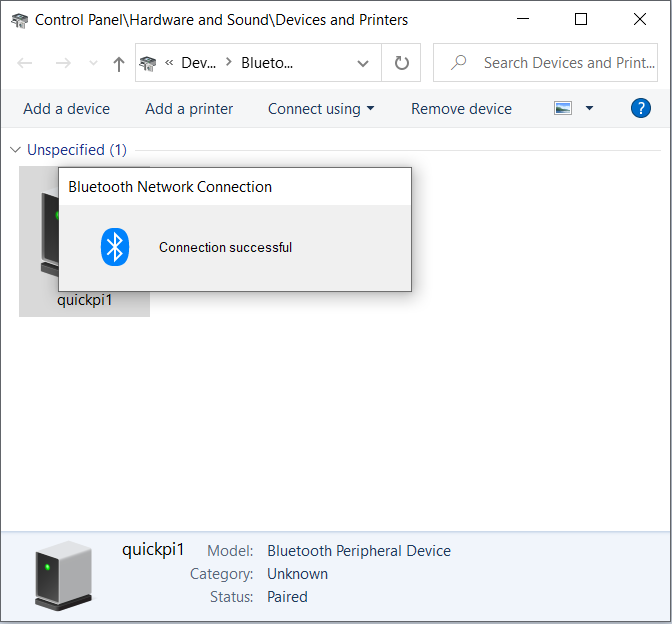 Control Panel\Hardware and Sound\Devices and Printers
« Dev... > Blueto...
Search Devices and Print...
Add a device
Add a printer
Connect using
Remove device
?
Unspecified (1)
Bluetooth Network Connection
Connection successful
quickpi1
quickpi1 Model: Bluetooth Peripheral Device
Category: Unknown
Status: Paired